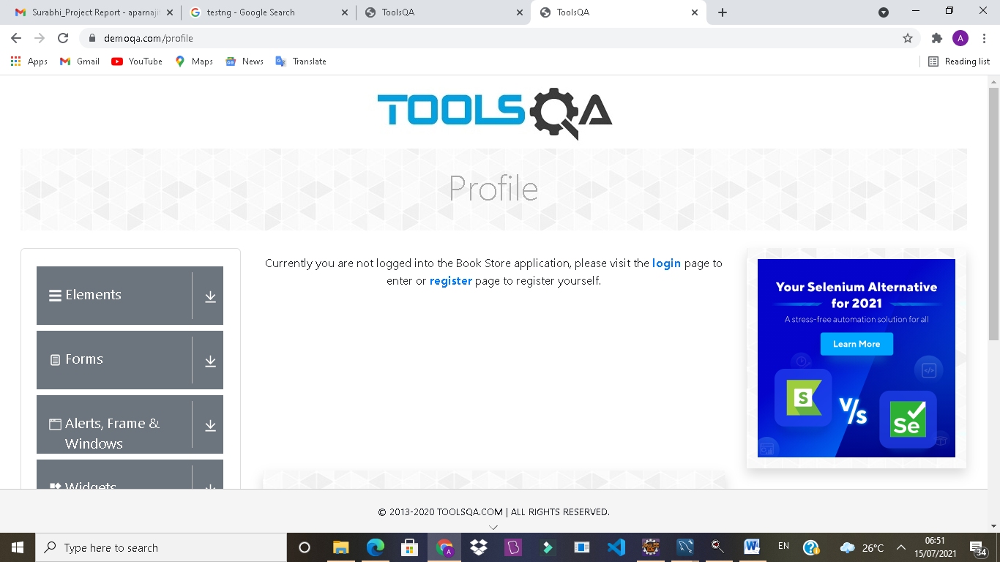 Surabhi_Project Report - aparnajit
testng - Google Search
ToolsQA
ToolsQA
A
demoqa.com/profile
Apps
Gmail
YouTube
Maps
News
Translate
Reading list
TOOLSQA
Profile
Elements
Forms
Alerts, Frame &
Windows
Widgets
Currently you are not logged into the Book Store application, please visit the login page to
enter or register page to register yourself.
Your Selenium Alternative
for 2021
A stress-free automation solution for all
Learn More
S
V/s
Se
© 2013-2020 TOOLSQA.COM | ALL RIGHTS RESERVED.
Type here to search
EN
26°C
06:51
15/07/2021
34